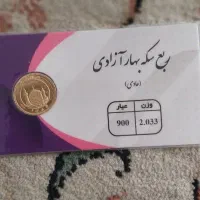 ربع سکه بهار آزادی
(عادی)
وزن عیار
2.033 900